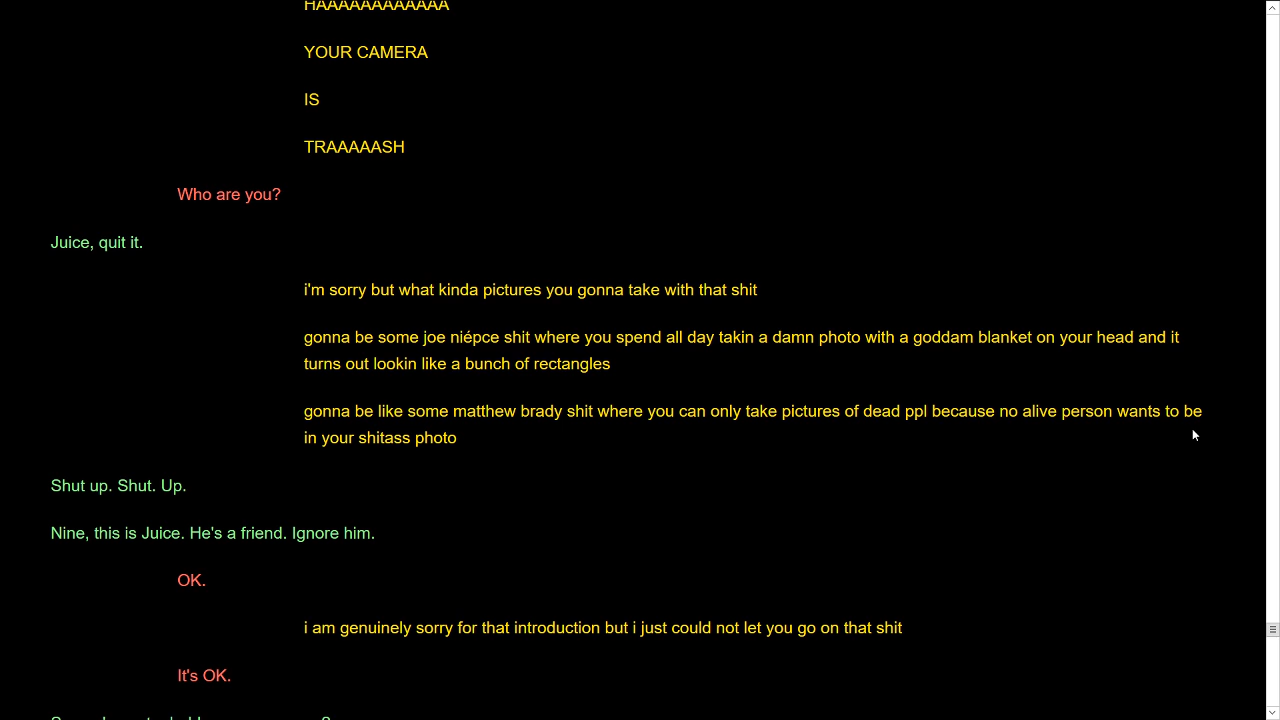 HAAAAAAAAAAAA
YOUR CAMERA
IS
TRAAAAASH
Who are you?
Juice, quit it.
i'm sorry but what kinda pictures you gonna take with that shit
gonna be some joe niépce shit where you spend all day takin a damn photo with a goddam blanket on your head and it
turns out lookin like a bunch of rectangles
gonna be like some matthew brady shit where you can only take pictures of dead ppl because no alive person wants to be
in your shitass photo
Shut up. Shut. Up.
Nine, this is Juice. He's a friend. Ignore him.
OK.
i am genuinely sorry for that introduction but i just could not let you go on that shit
It's OK.